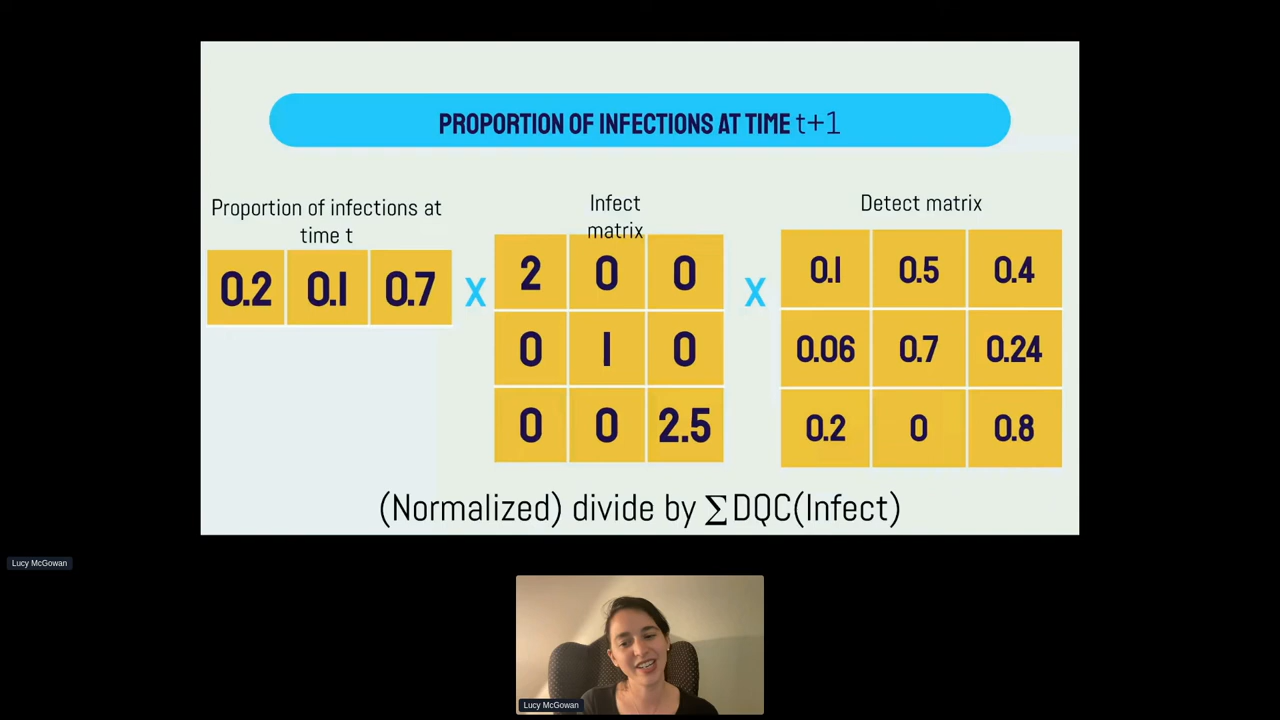 PROPORTION OF INFECTIONS AT TIME t+1
Proportion of infections at
time t
Infect
matrix
Detect matrix
0.2 0.1 0.7
X
2 0 0
0 1 0
0 0 2.5
X
0.1 0.5 0.4
0.06 0.7 0.24
0.2 0 0.8
(Normalized) divide by ∑DQC(Infect)
Lucy McGowan
Lucy McGowan